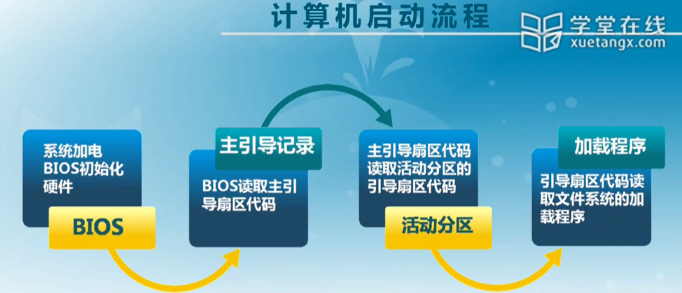 计算机启动流程
学堂在线
xuetangx.com
系统加电
BIOS初始化
硬件
BIOS
主引导记录
BIOS读取主引
导扇区代码
主引导扇区代码
读取活动分区的
引导扇区代码
活动分区
加载程序
引导扇区代码读
取文件系统的加
载程序